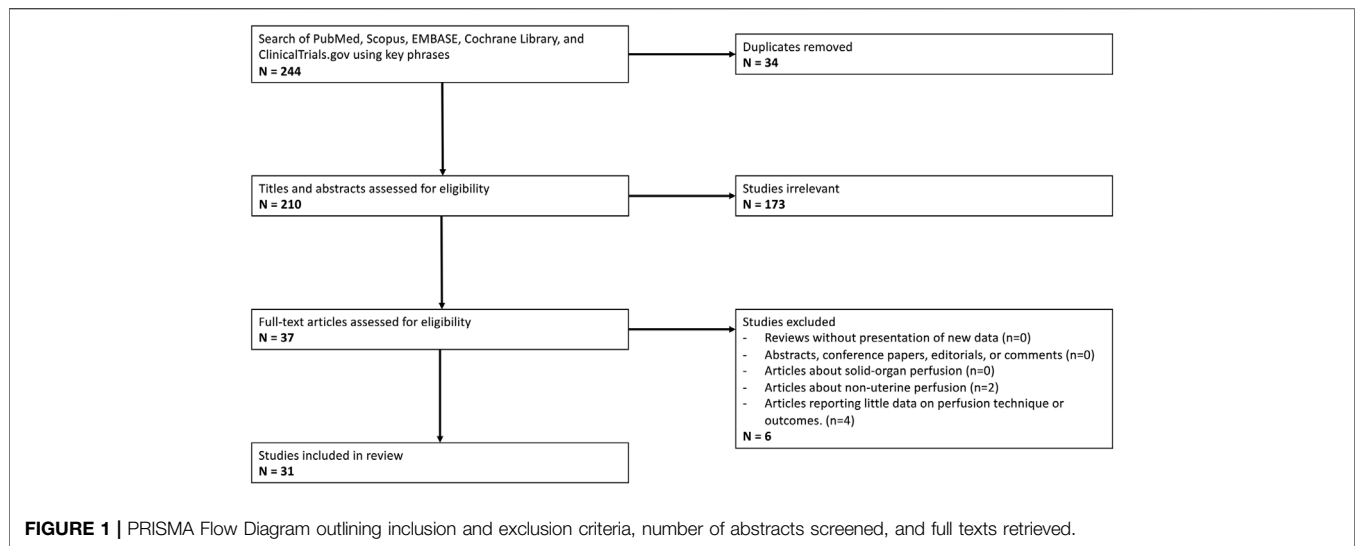 Search of PubMed, Scopus, EMBASE, Cochrane Library, and
ClinicalTrials.gov using key phrases
N = 244
Duplicates removed
N = 34
Titles and abstracts assessed for eligibility
N = 210
Studies irrelevant
N = 173
Full-text articles assessed for eligibility
N = 37
Studies excluded
- Reviews without presentation of new data (n=0)
- Abstracts, conference papers, editorials, or comments (n=0)
- Articles about solid-organ perfusion (n=0)
- Articles about non-uterine perfusion (n=2)
- Articles reporting little data on perfusion technique or
outcomes. (n=4)
N = 6
Studies included in review
N = 31
FIGURE 1 | PRISMA Flow Diagram outlining inclusion and exclusion criteria, number of abstracts screened, and full texts retrieved.